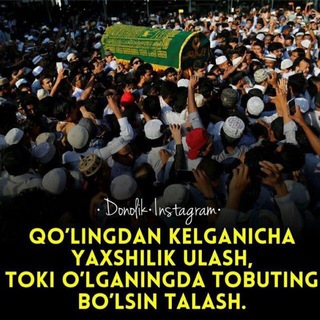 · Donolik · Instagram ·
QO'LINGDAN KELGANICHA
YAXSHILIK ULASH,
TOKI O'LGANINGDA TOBUTING
BO'LSIN TALASH.